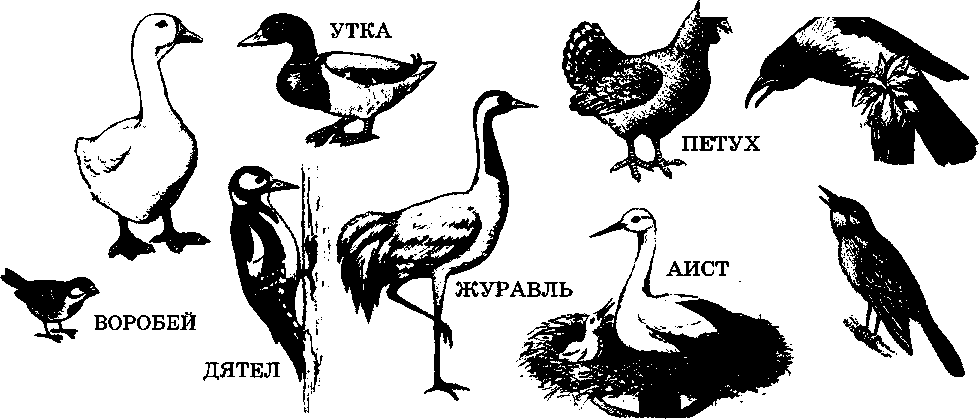 УТКА
ПЕТУХ
АИСТ
ЖУРАВЛЬ
ВОРОБЕЙ
ДЯТЕЛ